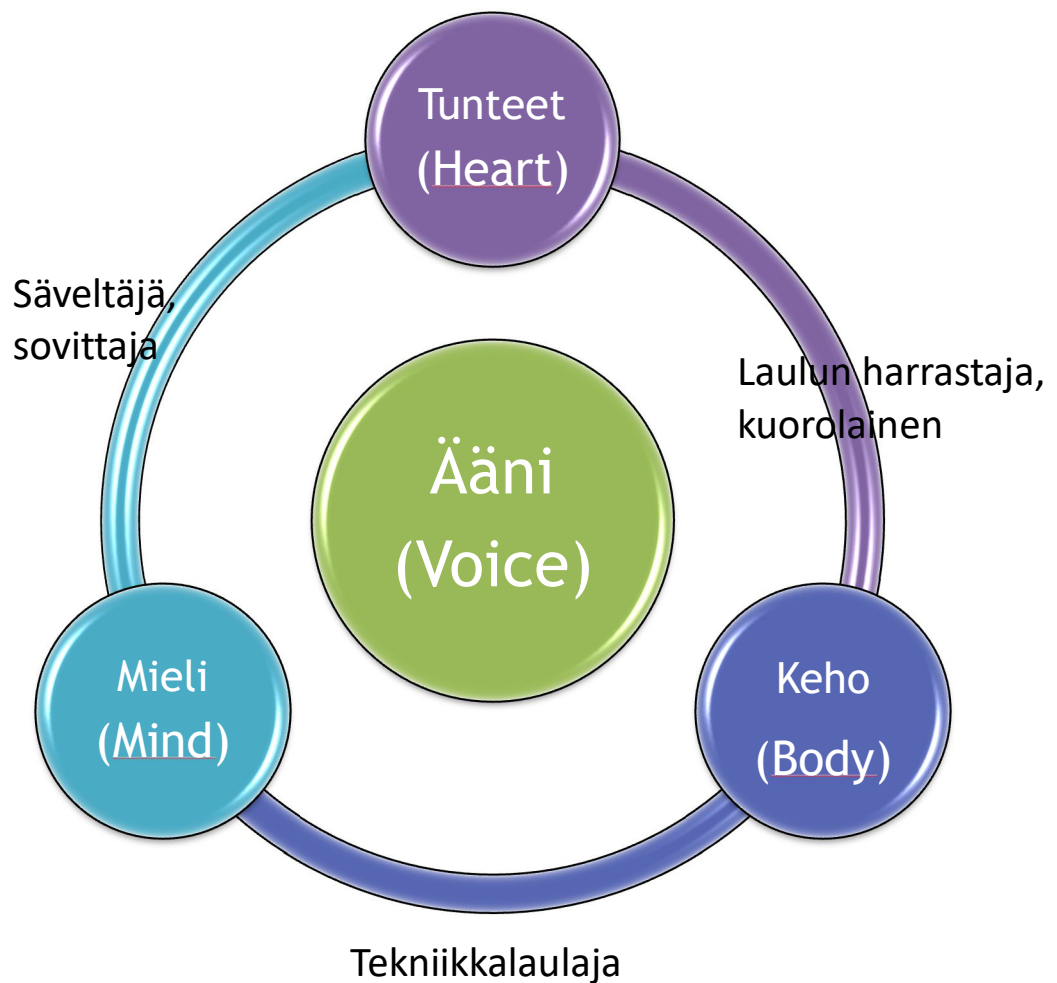 Tunteet
(Heart)
Säveltäjä,
sovittaja
Laulun harrastaja,
kuorolainen
Ääni
(Voice)
Mieli
(Mind)
Keho
(Body)
Tekniikkalaulaja